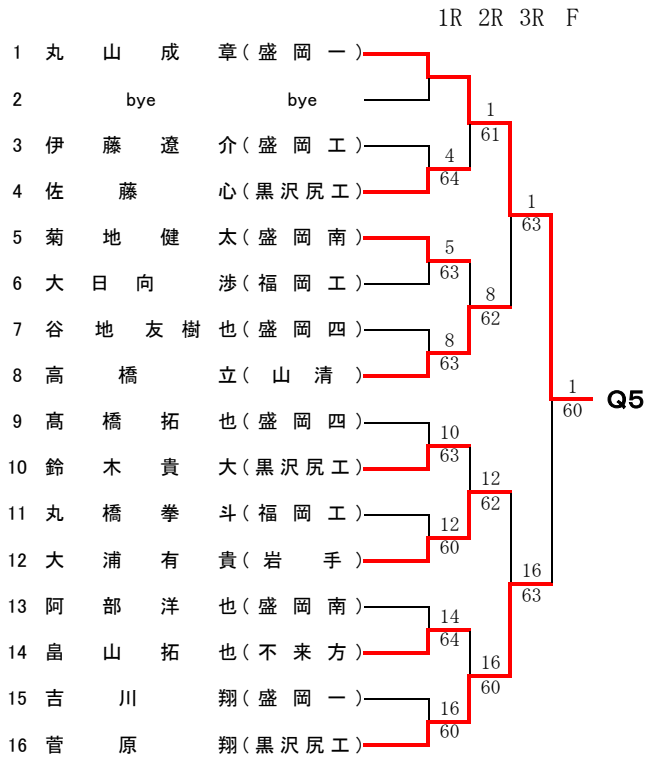 1R 2R 3R F
1 丸山成章(盛岡一)
2 bye bye
1
61
3 伊藤遼介(盛岡工)
4
64
4 佐藤心(黒沢尻工)
1
63
5 菊地健太(盛岡南)
5
63
6 大日向渉(福岡工)
8
62
7 谷地友樹也(盛岡四)
8
63
8 高橋立(山清)
1
60
Q5
9 髙橋拓也(盛岡四)
10
63
10 鈴木貴大(黒沢尻工)
12
62
11 丸橋拳斗(福岡工)
12
60
12 大浦有貴(岩手)
16
63
13 阿部洋也(盛岡南)
14
64
14 畠山拓也(不来方)
16
60
15 吉川翔(盛岡一)
16
60
16 菅原翔(黒沢尻工)